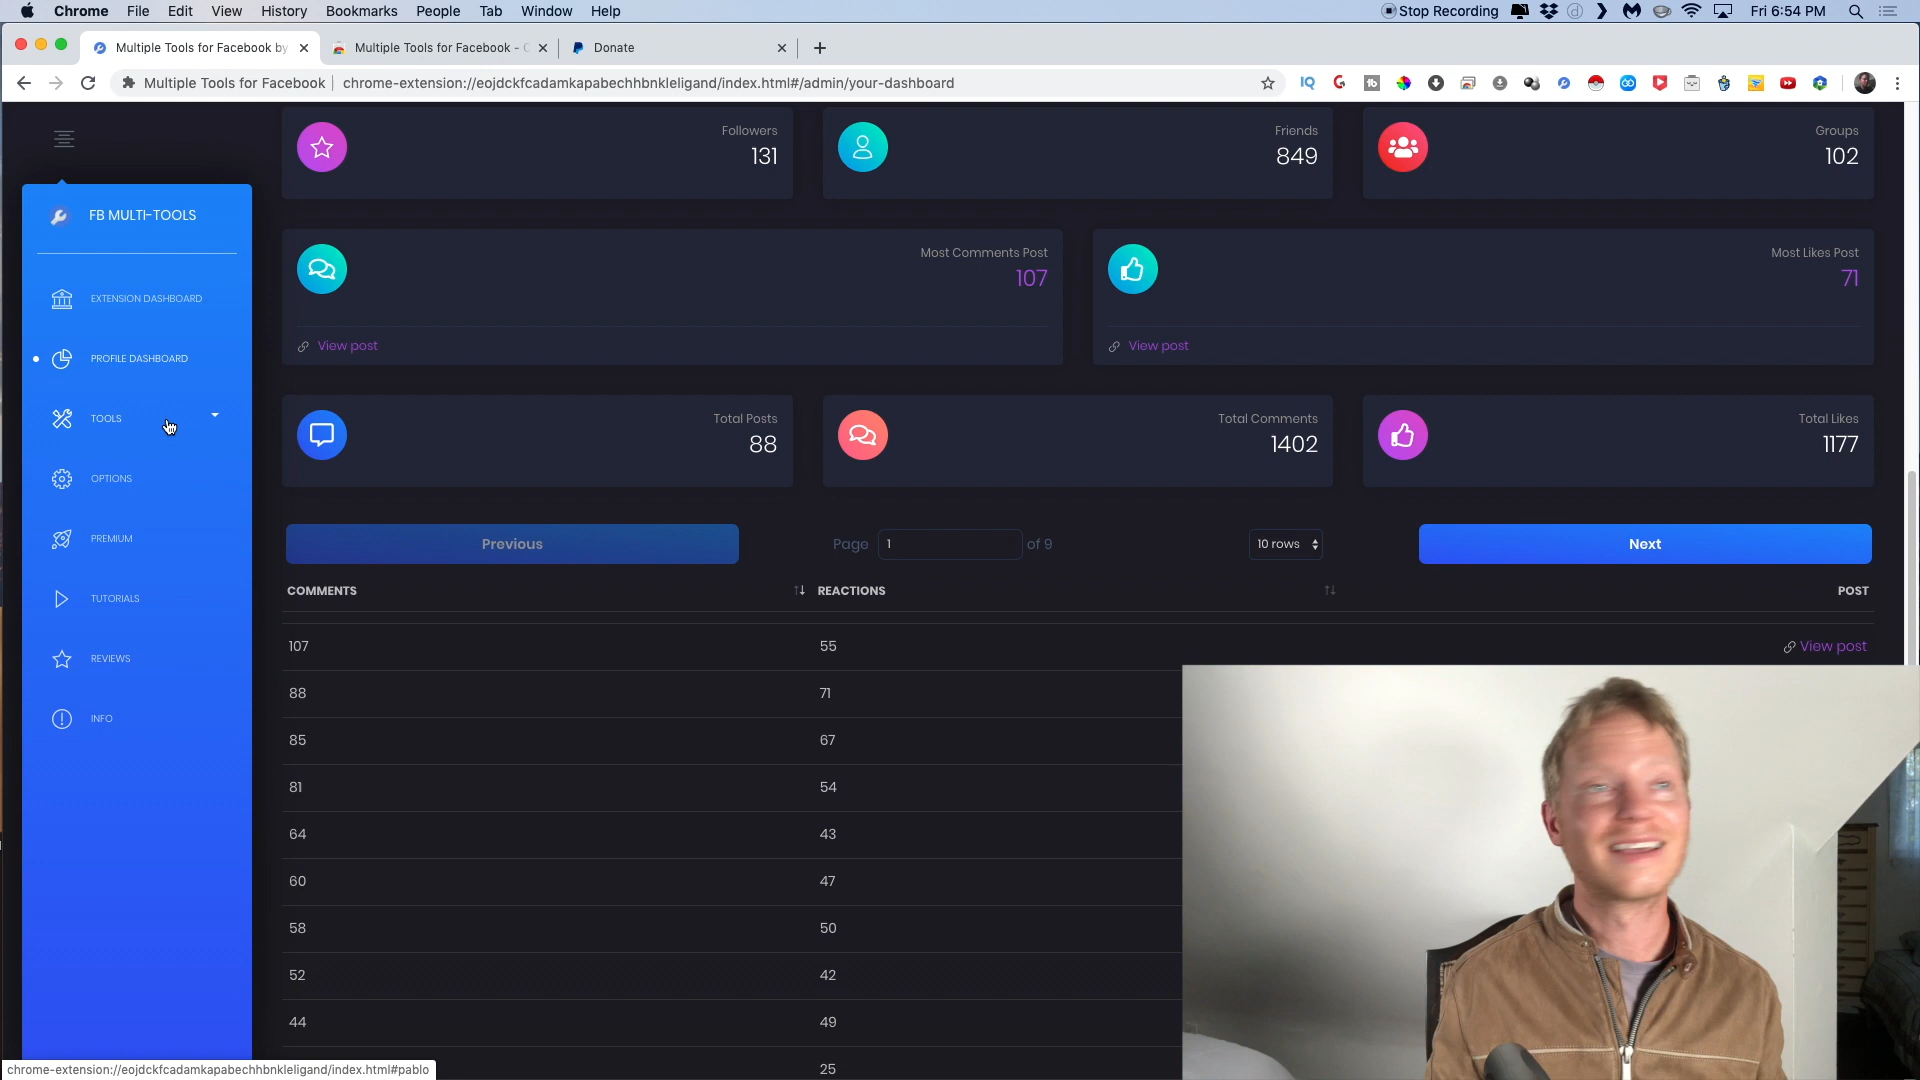 Chrome File Edit View History Bookmarks People Tab Window Help Stop Recording Fri 6:54 PM
Multiple Tools for Facebook by Multiple Tools for Facebook - C Donate
Multiple Tools for Facebook chrome-extension://eojdckfcadamkapabechhbnkleligand/index.html#/admin/your-dashboard
FB MULTI-TOOLS
EXTENSION DASHBOARD
PROFILE DASHBOARD
TOOLS
OPTIONS
PREMIUM
TUTORIALS
REVIEWS
INFO
Followers
131
Friends
849
Groups
102
Most Comments Post
107
View post
Most Likes Post
71
View post
Total Posts
88
Total Comments
1402
Total Likes
1177
Previous Page 1 of 9 10 rows Next
COMMENTS REACTIONS POST
107 55 View post
88 71
85 67
81 54
64 43
60 47
58 50
52 42
44 49
25
chrome-extension://eojdckfcadamkapabechhbnkleligand/index.html#pablo